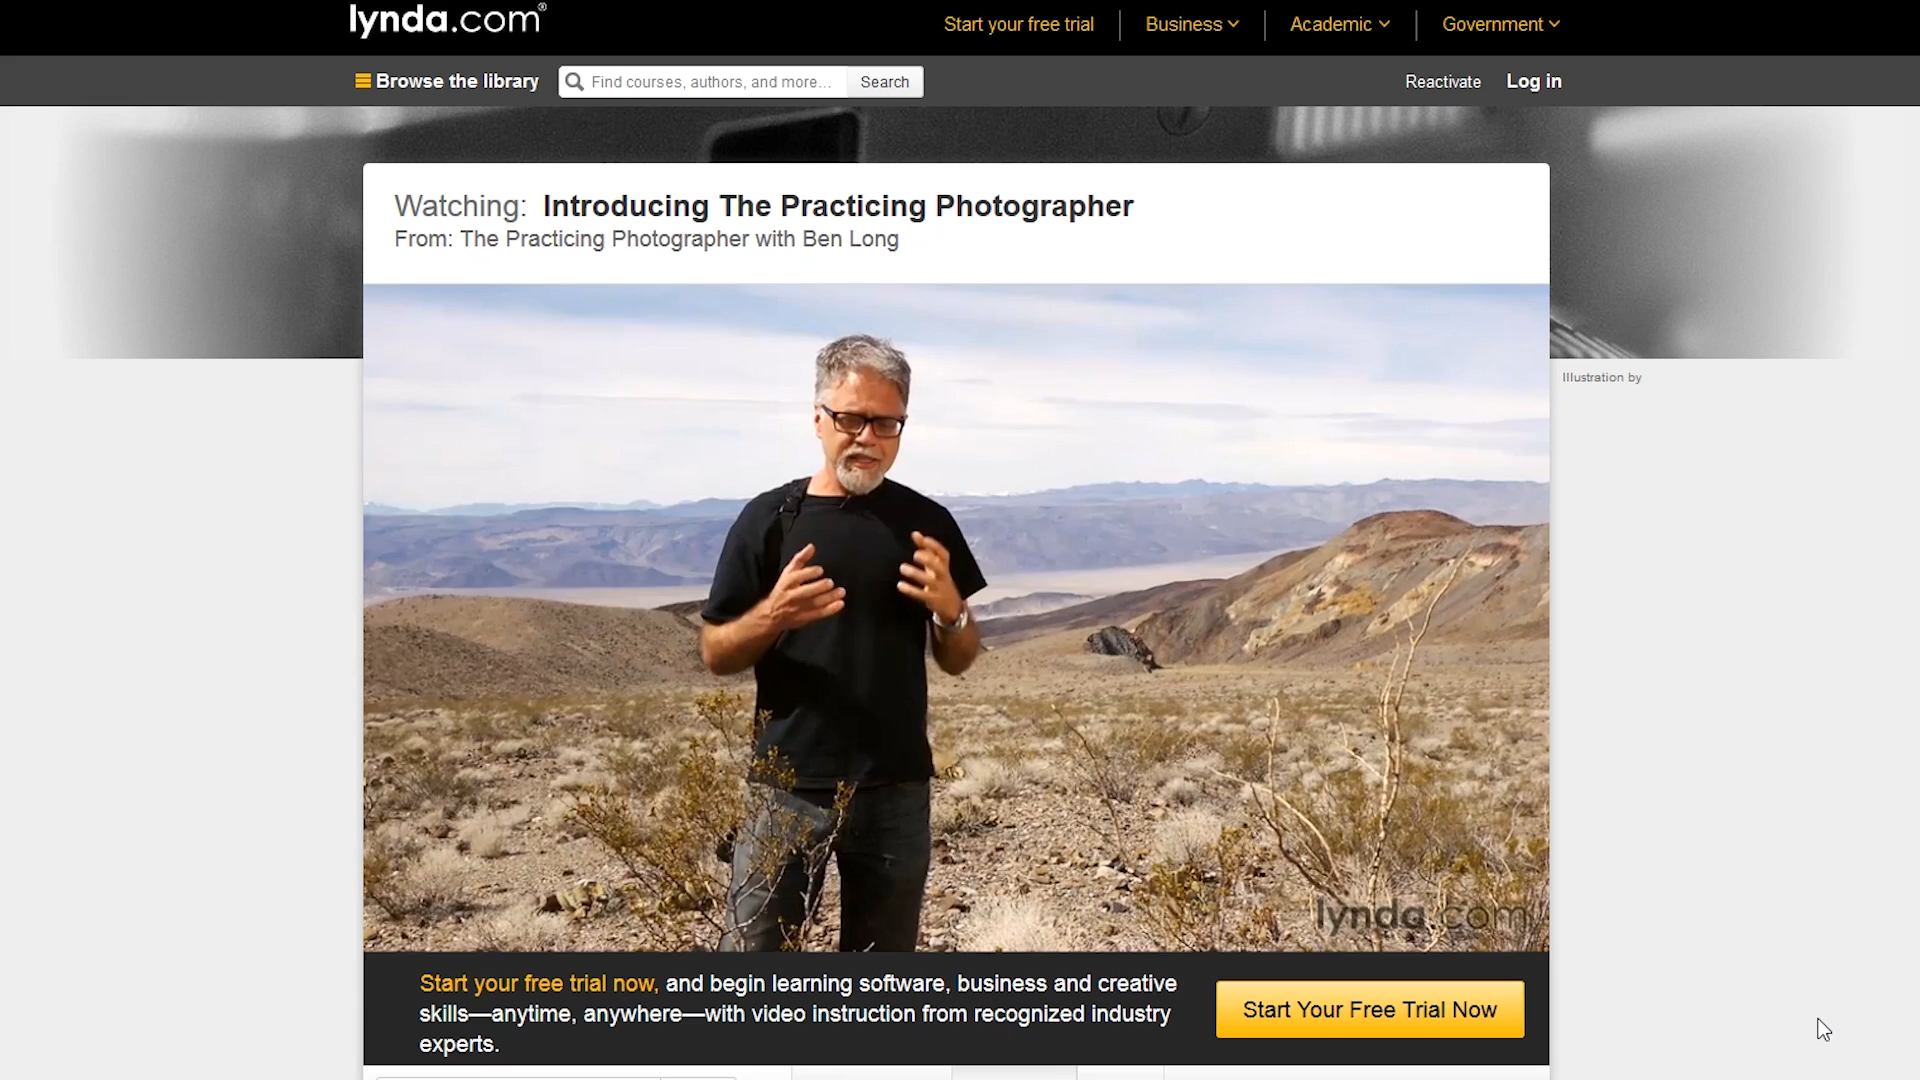 lynda.com®
Start your free trial
Business
Academic
Government
Browse the library
Find courses, authors, and more...
Search
Reactivate
Log in
Watching: Introducing The Practicing Photographer
From: The Practicing Photographer with Ben Long
Illustration by
lynda.com
Start your free trial now, and begin learning software, business and creative
skills—anytime, anywhere—with video instruction from recognized industry
experts.
Start Your Free Trial Now